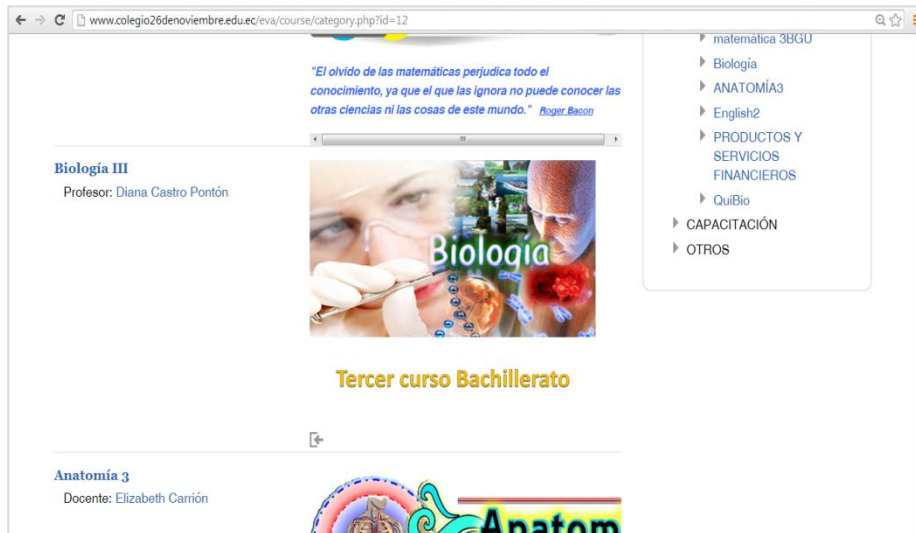 www.colegio26denoviembre.edu.ec/eva/course/category.php?id=12
"El olvido de las matemáticas perjudica todo el
conocimiento, ya que el que las ignora no puede conocer las
otras ciencias ni las cosas de este mundo." Roger Bacon
Biología III
Profesor: Diana Castro Pontón
Biología
Tercer curso Bachillerato
Anatomía 3
Docente: Elizabeth Carrión
Anatom
matemática 3BGU
Biología
ANATOMÍA3
English2
PRODUCTOS Y
SERVICIOS
FINANCIEROS
QuiBio
CAPACITACIÓN
OTROS